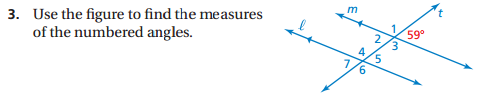 3. Use the figure to find the measures
of the numbered angles.
m
t
ℓ
1
59°
2
3
4
5
7
6